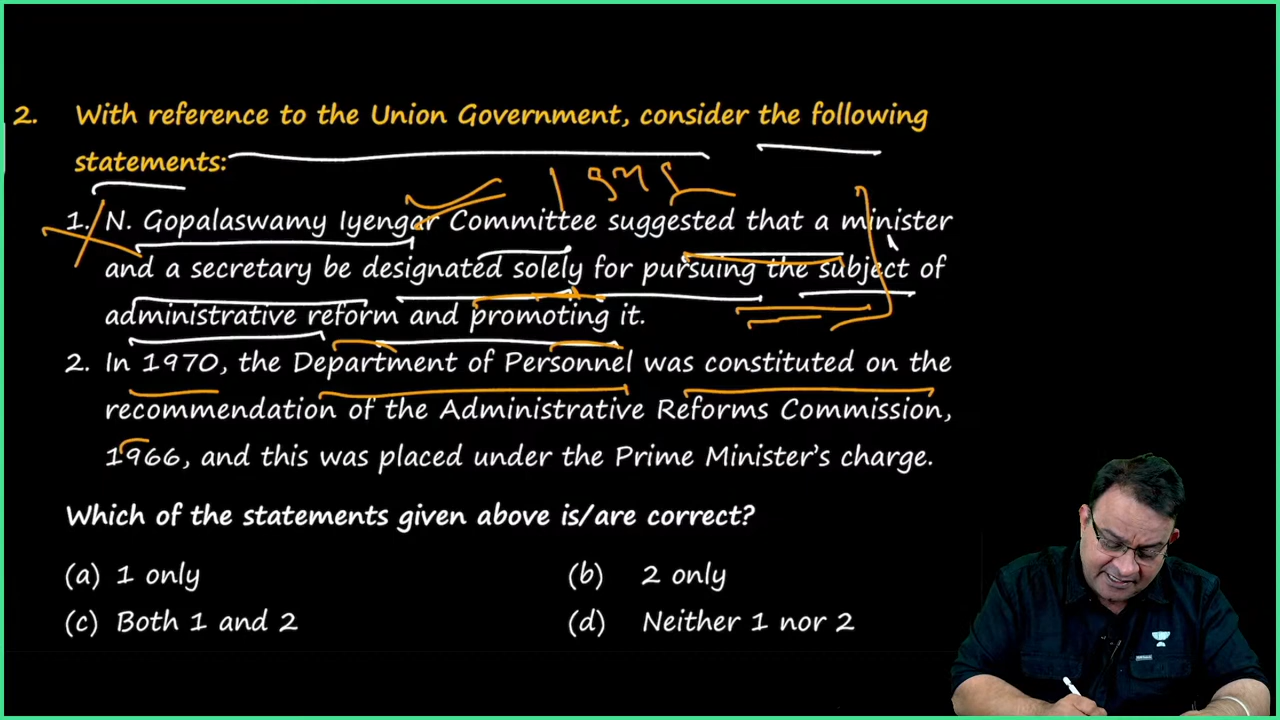 2. With reference to the Union Government, consider the following
statements:
1. N. Gopalaswamy Iyengar Committee suggested that a minister
and a secretary be designated solely for pursuing the subject of
administrative reform and promoting it.
2. In 1970, the Department of Personnel was constituted on the
recommendation of the Administrative Reforms Commission,
1966, and this was placed under the Prime Minister's charge.
Which of the statements given above is/are correct?
(a) 1 only (b) 2 only
(c) Both 1 and 2 (d) Neither 1 nor 2